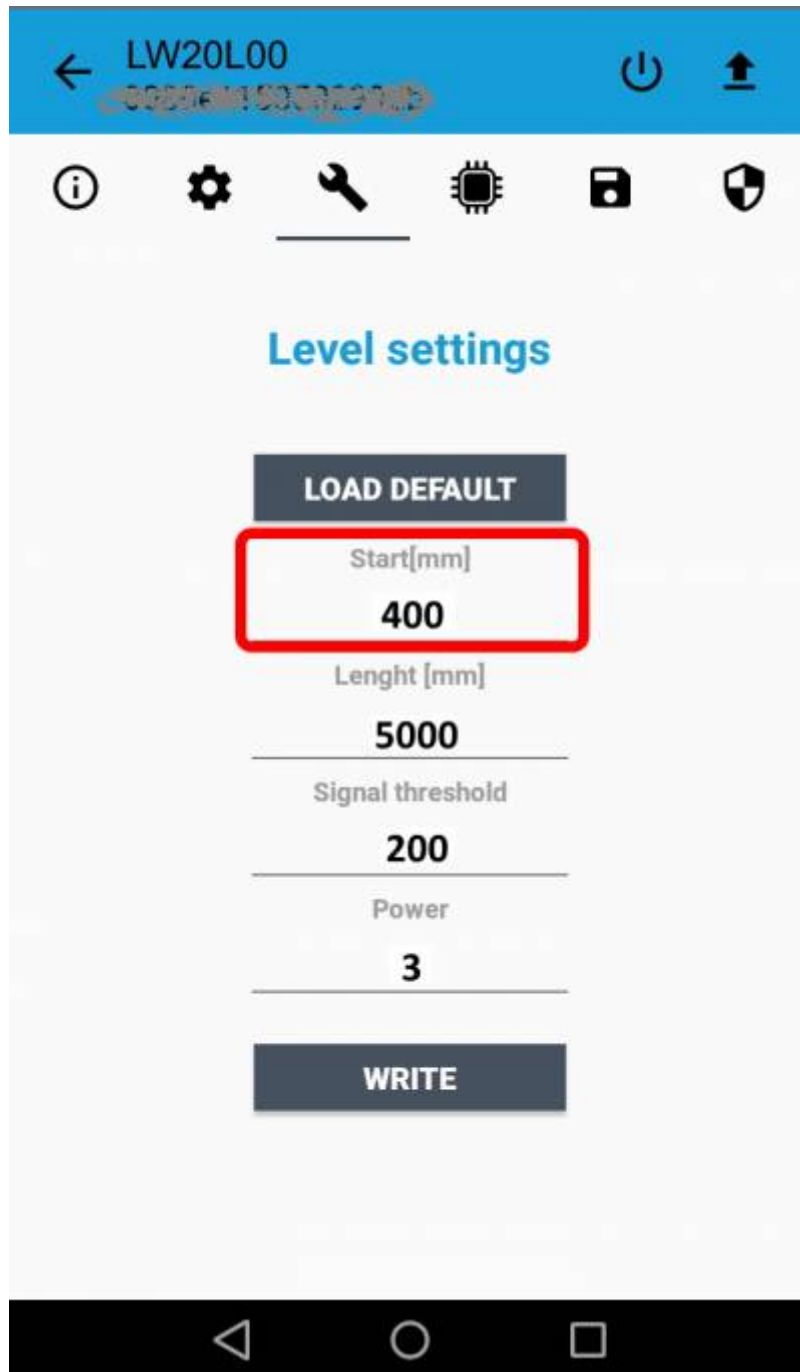 LW20L00
Level settings
LOAD DEFAULT
Start[mm]
400
Lenght [mm]
5000
Signal threshold
200
Power
3
WRITE